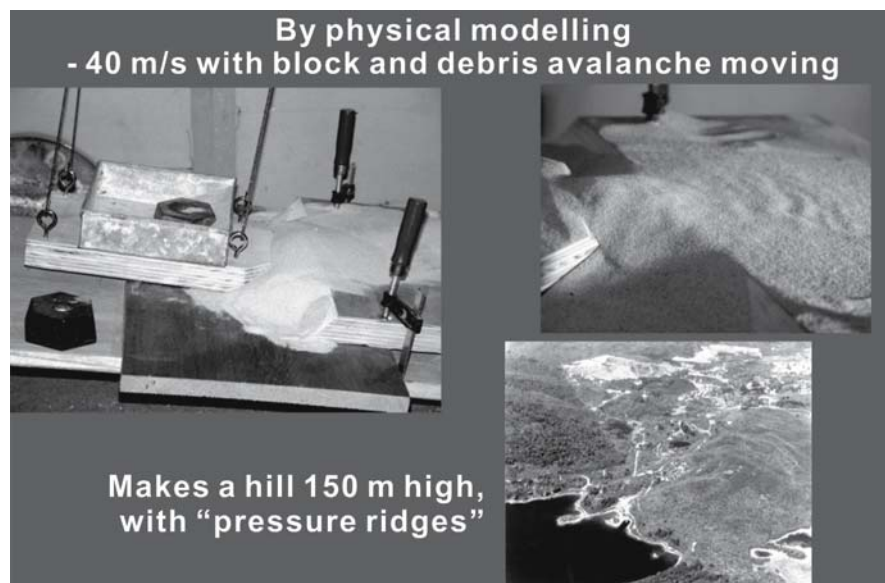 By physical modelling
- 40 m/s with block and debris avalanche moving
Makes a hill 150 m high,
with “pressure ridges”